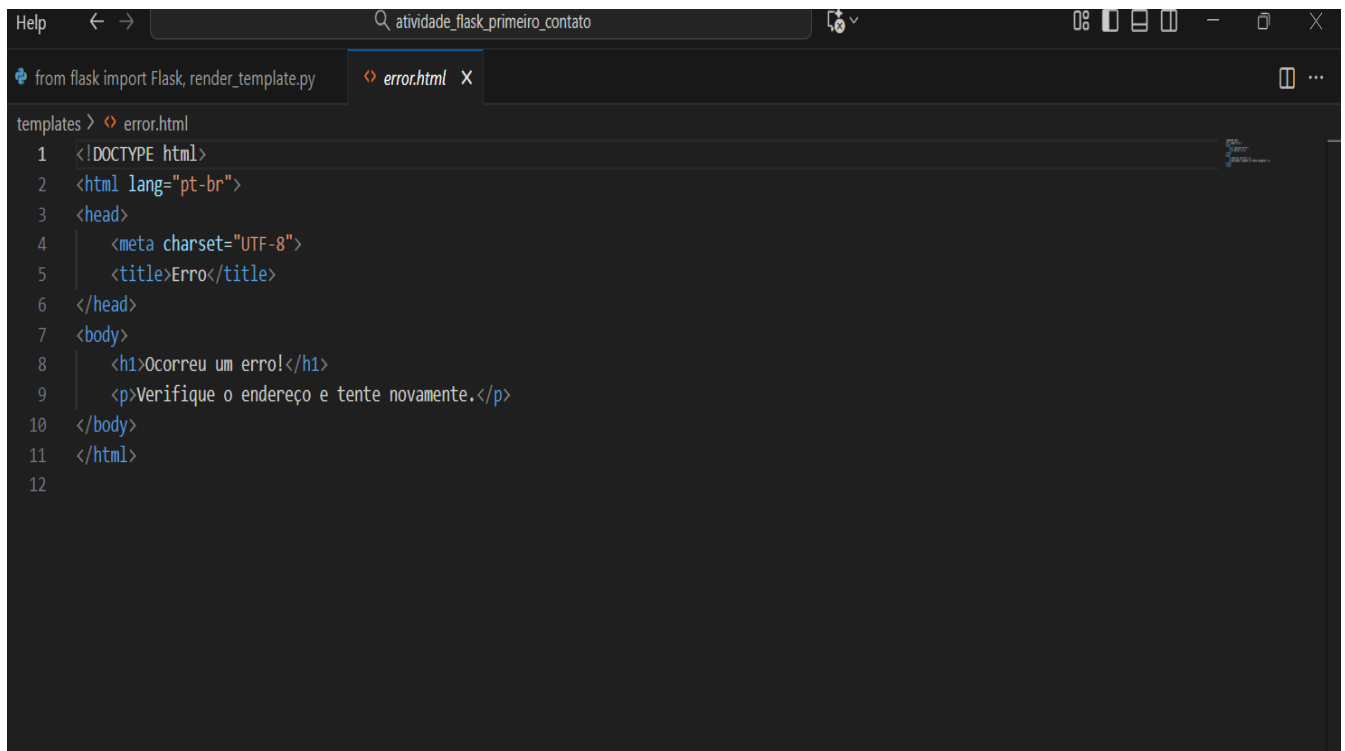 Help atividade_flask_primeiro_contato
from flask import Flask, render_template.py error.html
templates > error.html
1 <!DOCTYPE html>
2 <html lang="pt-br">
3 <head>
4 <meta charset="UTF-8">
5 <title>Erro</title>
6 </head>
7 <body>
8 <h1>Ocorreu um erro!</h1>
9 <p>Verifique o endereço e tente novamente.</p>
10 </body>
11 </html>
12